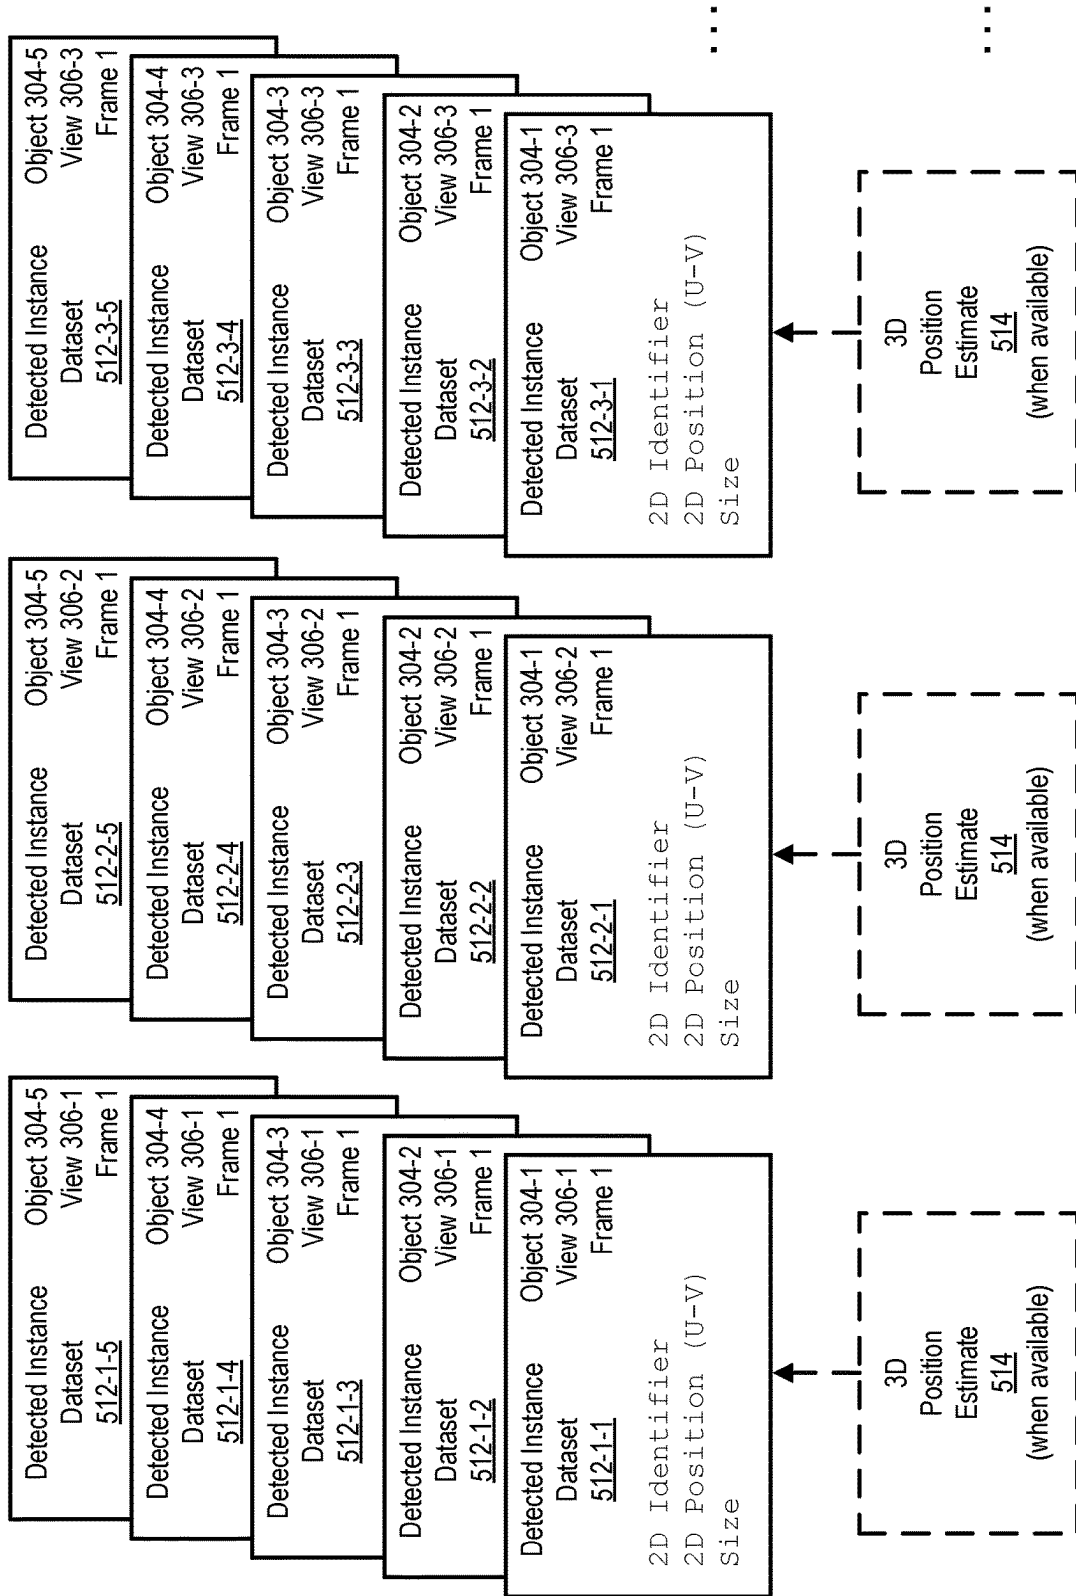 Detected Instance
Dataset
512-1-5
Object 304-5
View 306-1
Frame 1
Detected Instance
Dataset
512-1-4
Object 304-4
View 306-1
Frame 1
Detected Instance
Dataset
512-1-3
Object 304-3
View 306-1
Frame 1
Detected Instance
Dataset
512-1-2
Object 304-2
View 306-1
Frame 1
Detected Instance
Dataset
512-1-1
Object 304-1
View 306-1
Frame 1
2D Identifier
2D Position (U-V)
Size
3D
Position
Estimate
514
(when available)
Detected Instance
Dataset
512-2-5
Object 304-5
View 306-2
Frame 1
Detected Instance
Dataset
512-2-4
Object 304-4
View 306-2
Frame 1
Detected Instance
Dataset
512-2-3
Object 304-3
View 306-2
Frame 1
Detected Instance
Dataset
512-2-2
Object 304-2
View 306-2
Frame 1
Detected Instance
Dataset
512-2-1
Object 304-1
View 306-2
Frame 1
2D Identifier
2D Position (U-V)
Size
3D
Position
Estimate
514
(when available)
Detected Instance
Dataset
512-3-5
Object 304-5
View 306-3
Frame 1
Detected Instance
Dataset
512-3-4
Object 304-4
View 306-3
Frame 1
Detected Instance
Dataset
512-3-3
Object 304-3
View 306-3
Frame 1
Detected Instance
Dataset
512-3-2
Object 304-2
View 306-3
Frame 1
Detected Instance
Dataset
512-3-1
Object 304-1
View 306-3
Frame 1
2D Identifier
2D Position (U-V)
Size
3D
Position
Estimate
514
(when available)
...
...